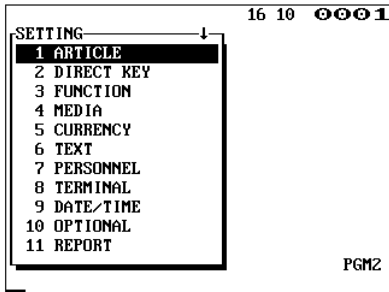 16 10 0001
SETTING ↓
1 ARTICLE
2 DIRECT KEY
3 FUNCTION
4 MEDIA
5 CURRENCY
6 TEXT
7 PERSONNEL
8 TERMINAL
9 DATE/TIME
10 OPTIONAL
11 REPORT
PGM2